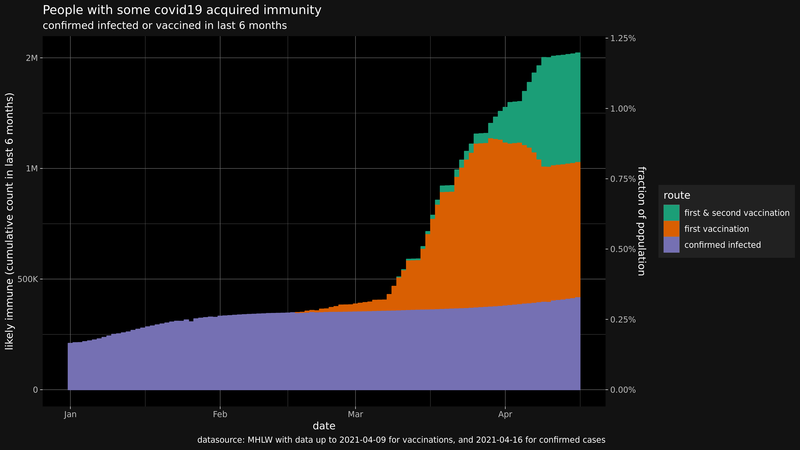 People with some covid19 acquired immunity
confirmed infected or vaccined in last 6 months
likely immune (cumulative count in last 6 months)
2M
1M
500K
0
1.25%
1.00%
0.75%
0.50%
0.25%
0.00%
fraction of population
route
first & second vaccination
first vaccination
confirmed infected
Jan Feb Mar Apr
date
datasource: MHLW with data up to 2021-04-09 for vaccinations, and 2021-04-16 for confirmed cases